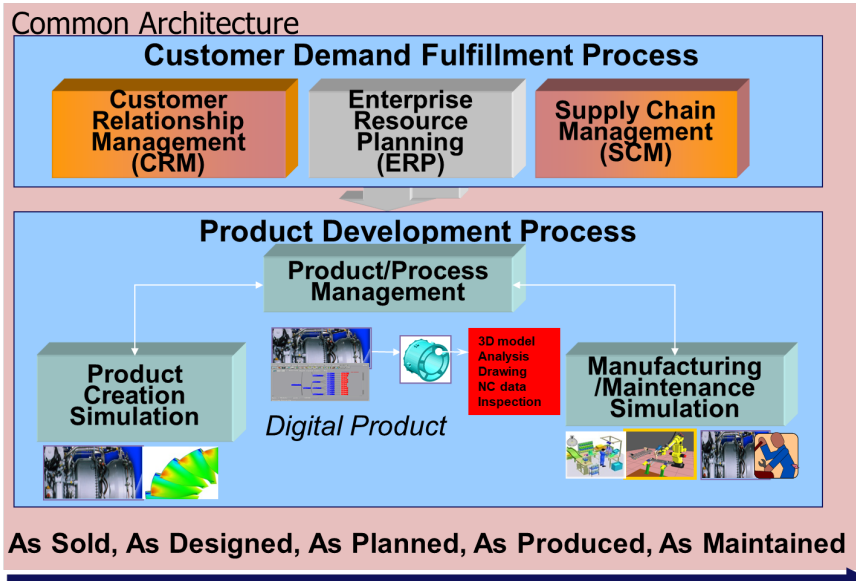 Common Architecture
Customer Demand Fulfillment Process
Customer
Relationship
Management
(CRM)
Enterprise
Resource
Planning
(ERP)
Supply Chain
Management
(SCM)
Product Development Process
Product/Process
Management
Product
Creation
Simulation
3D model
Analysis
Drawing
NC data
Inspection
Digital Product
Manufacturing
/Maintenance
Simulation
As Sold, As Designed, As Planned, As Produced, As Maintained